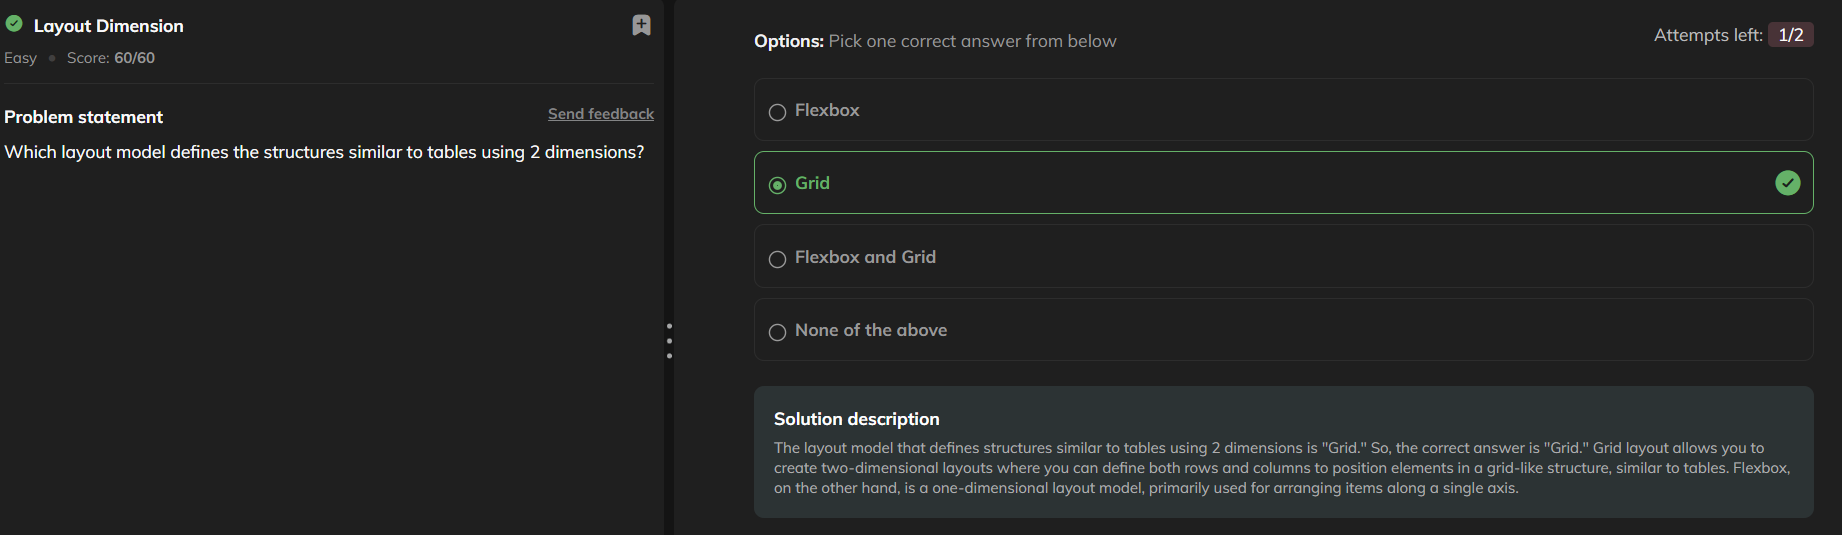 Layout Dimension
Easy • Score: 60/60
Problem statement
Send feedback
Which layout model defines the structures similar to tables using 2 dimensions?
Options: Pick one correct answer from below
Attempts left: 1/2
Flexbox
Grid
Flexbox and Grid
None of the above
Solution description
The layout model that defines structures similar to tables using 2 dimensions is "Grid." So, the correct answer is "Grid." Grid layout allows you to
create two-dimensional layouts where you can define both rows and columns to position elements in a grid-like structure, similar to tables. Flexbox,
on the other hand, is a one-dimensional layout model, primarily used for arranging items along a single axis.